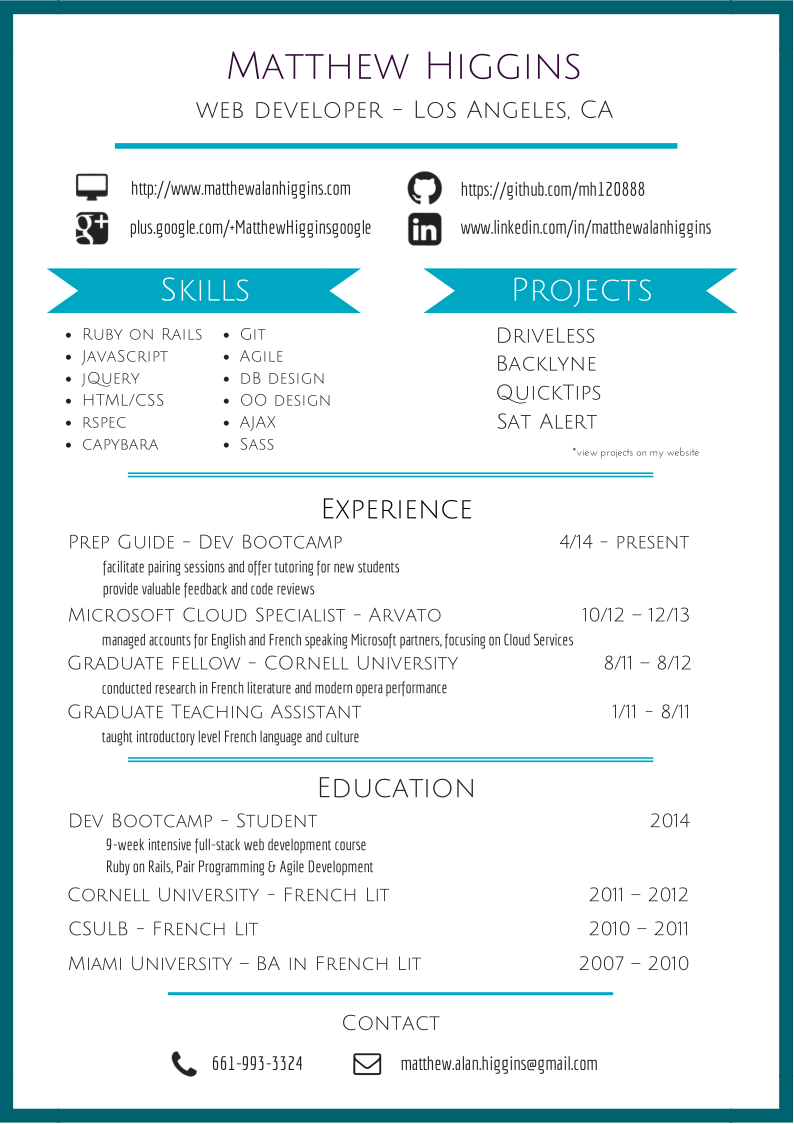 Matthew Higgins
web developer - Los Angeles, CA
http://www.matthewalanhiggins.com
https://github.com/mh120888
plus.google.com/+MatthewHigginsgoogle
www.linkedin.com/in/matthewalanhiggins
Skills
Ruby on Rails
JavaScript
jQuery
HTML/CSS
rspec
capybara
Git
Agile
dB design
OO design
AJAX
Sass
Projects
DriveLess
Backlyne
QuickTips
Sat Alert
*view projects on my website
Experience
Prep Guide - Dev Bootcamp 4/14 - present
facilitate pairing sessions and offer tutoring for new students
provide valuable feedback and code reviews
Microsoft Cloud Specialist - Arvato 10/12 – 12/13
managed accounts for English and French speaking Microsoft partners, focusing on Cloud Services
Graduate fellow - COrnell University 8/11 – 8/12
conducted research in French literature and modern opera performance
Graduate Teaching Assistant 1/11 - 8/11
taught introductory level French language and culture
Education
Dev Bootcamp - Student 2014
9-week intensive full-stack web development course
Ruby on Rails, Pair Programming & Agile Development
Cornell University - French Lit 2011 – 2012
CSULB - French Lit 2010 – 2011
Miami University – BA in French Lit 2007 – 2010
Contact
661-993-3324
matthew.alan.higgins@gmail.com